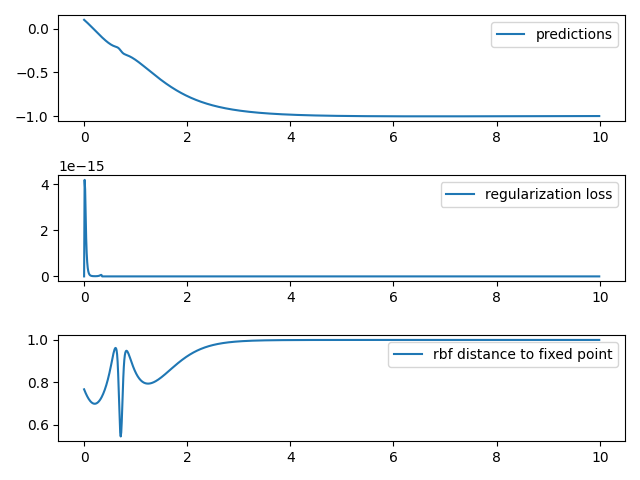 0.0
−0.5
−1.0
predictions
0 2 4 6 8 10
1e−15
4
2
0
regularization loss
0 2 4 6 8 10
1.0
0.8
0.6
rbf distance to fixed point
0 2 4 6 8 10